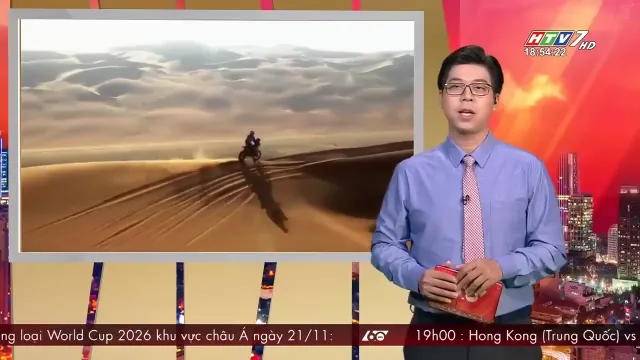 HTV7 HD
18:54:22
ng loại World Cup 2026 khu vực châu Á ngày 21/11:
19h00 : Hong Kong (Trung Quốc) vs